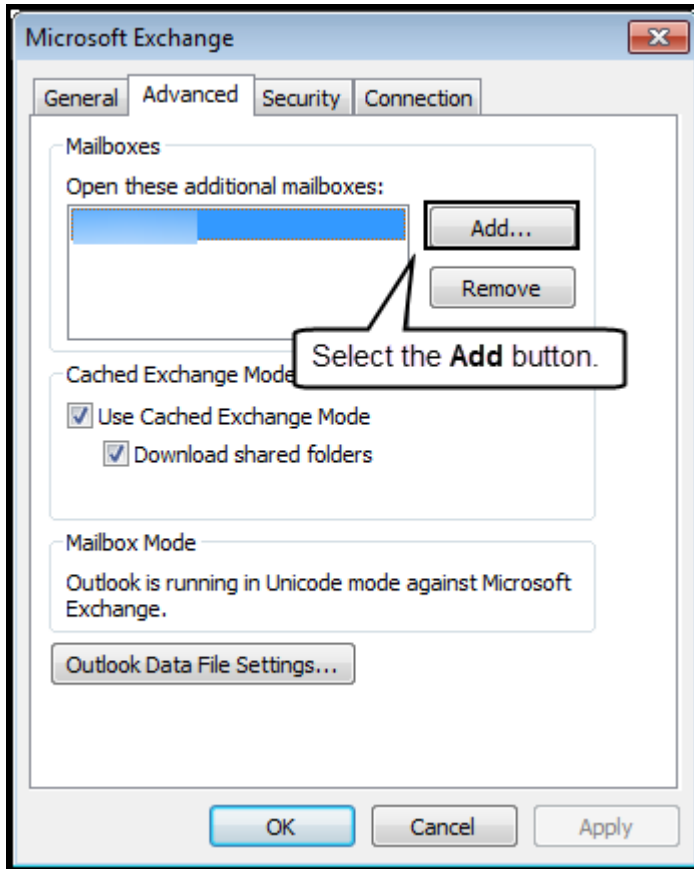 Microsoft Exchange
General Advanced Security Connection
Mailboxes
Open these additional mailboxes:
Add...
Remove
Select the Add button.
Cached Exchange Mode
Use Cached Exchange Mode
Download shared folders
Mailbox Mode
Outlook is running in Unicode mode against Microsoft
Exchange.
Outlook Data File Settings...
OK Cancel Apply